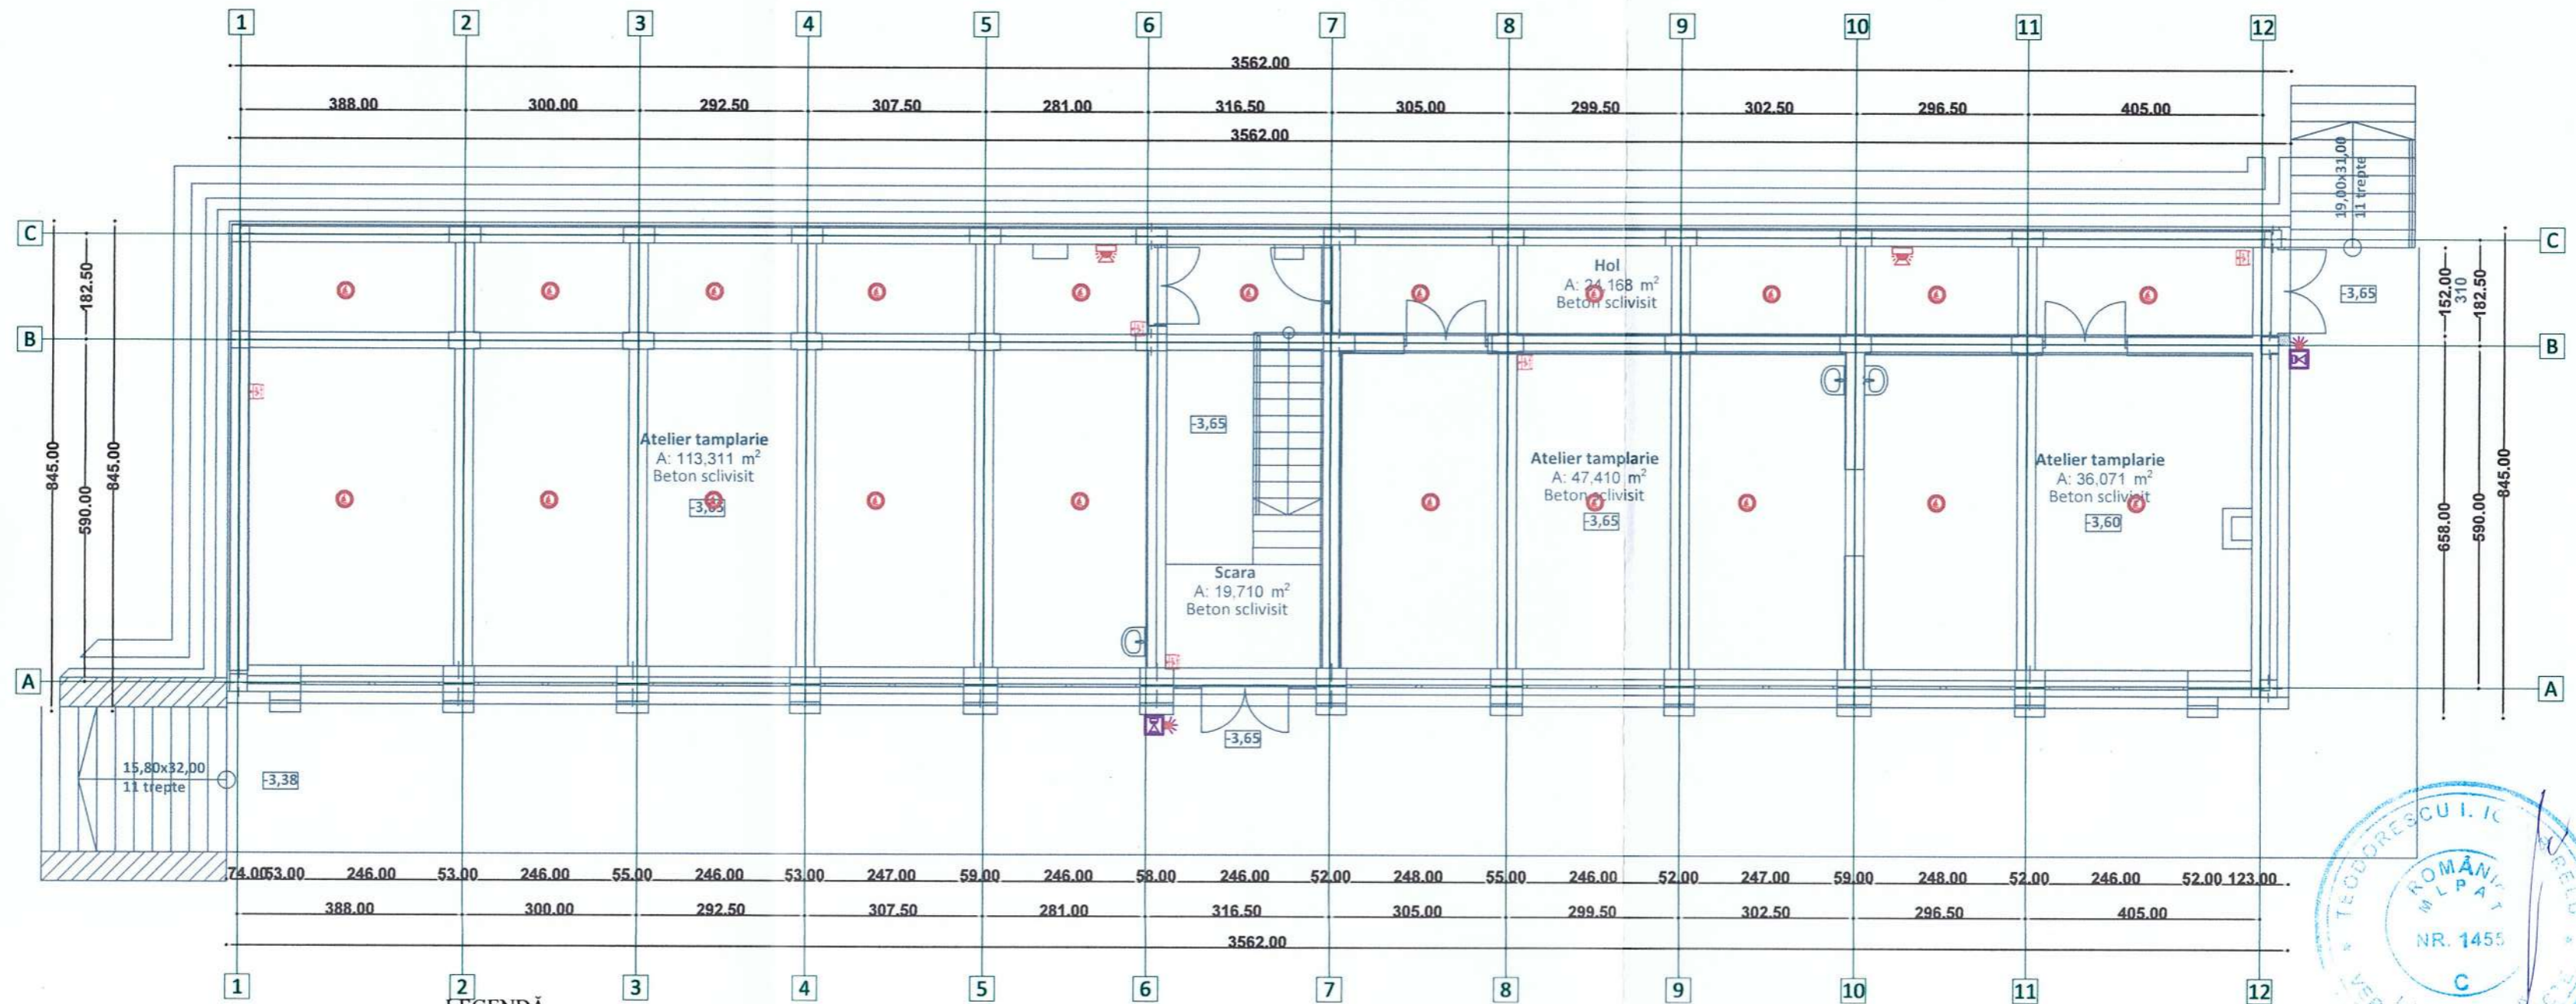 1 2 3 4 5 6 7 8 9 10 11 12
3562.00
388.00 300.00 292.50 307.50 281.00 316.50 305.00 299.50 302.50 296.50 405.00
3562.00
19,00x31,00
11 trepte
C C
182.50
Hol
A: 24,168 m²
Beton sclivisit
152.00
310
182.50
-3,65
B B
845.00
590.00
845.00
-3,65
Atelier tamplarie
A: 113,311 m²
Beton sclivisit
-3,65
Atelier tamplarie
A: 47,410 m²
Beton sclivisit
-3,65
Atelier tamplarie
A: 36,071 m²
Beton sclivisit
-3,60
658.00
590.00
845.00
Scara
A: 19,710 m²
Beton sclivisit
A A
-3,65
15,80x32,00
11 trepte
-3,38
74.00 53.00 246.00 53.00 246.00 55.00 246.00 53.00 247.00 59.00 246.00 58.00 246.00 52.00 248.00 55.00 246.00 52.00 247.00 59.00 248.00 52.00 246.00 52.00 123.00
388.00 300.00 292.50 307.50 281.00 316.50 305.00 299.50 302.50 296.50 405.00
3562.00
1 2 3 4 5 6 7 8 9 10 11 12
LEGENDĂ
TEODORESCU I.
ROMÂNI
M L P A T
NR. 1455
C